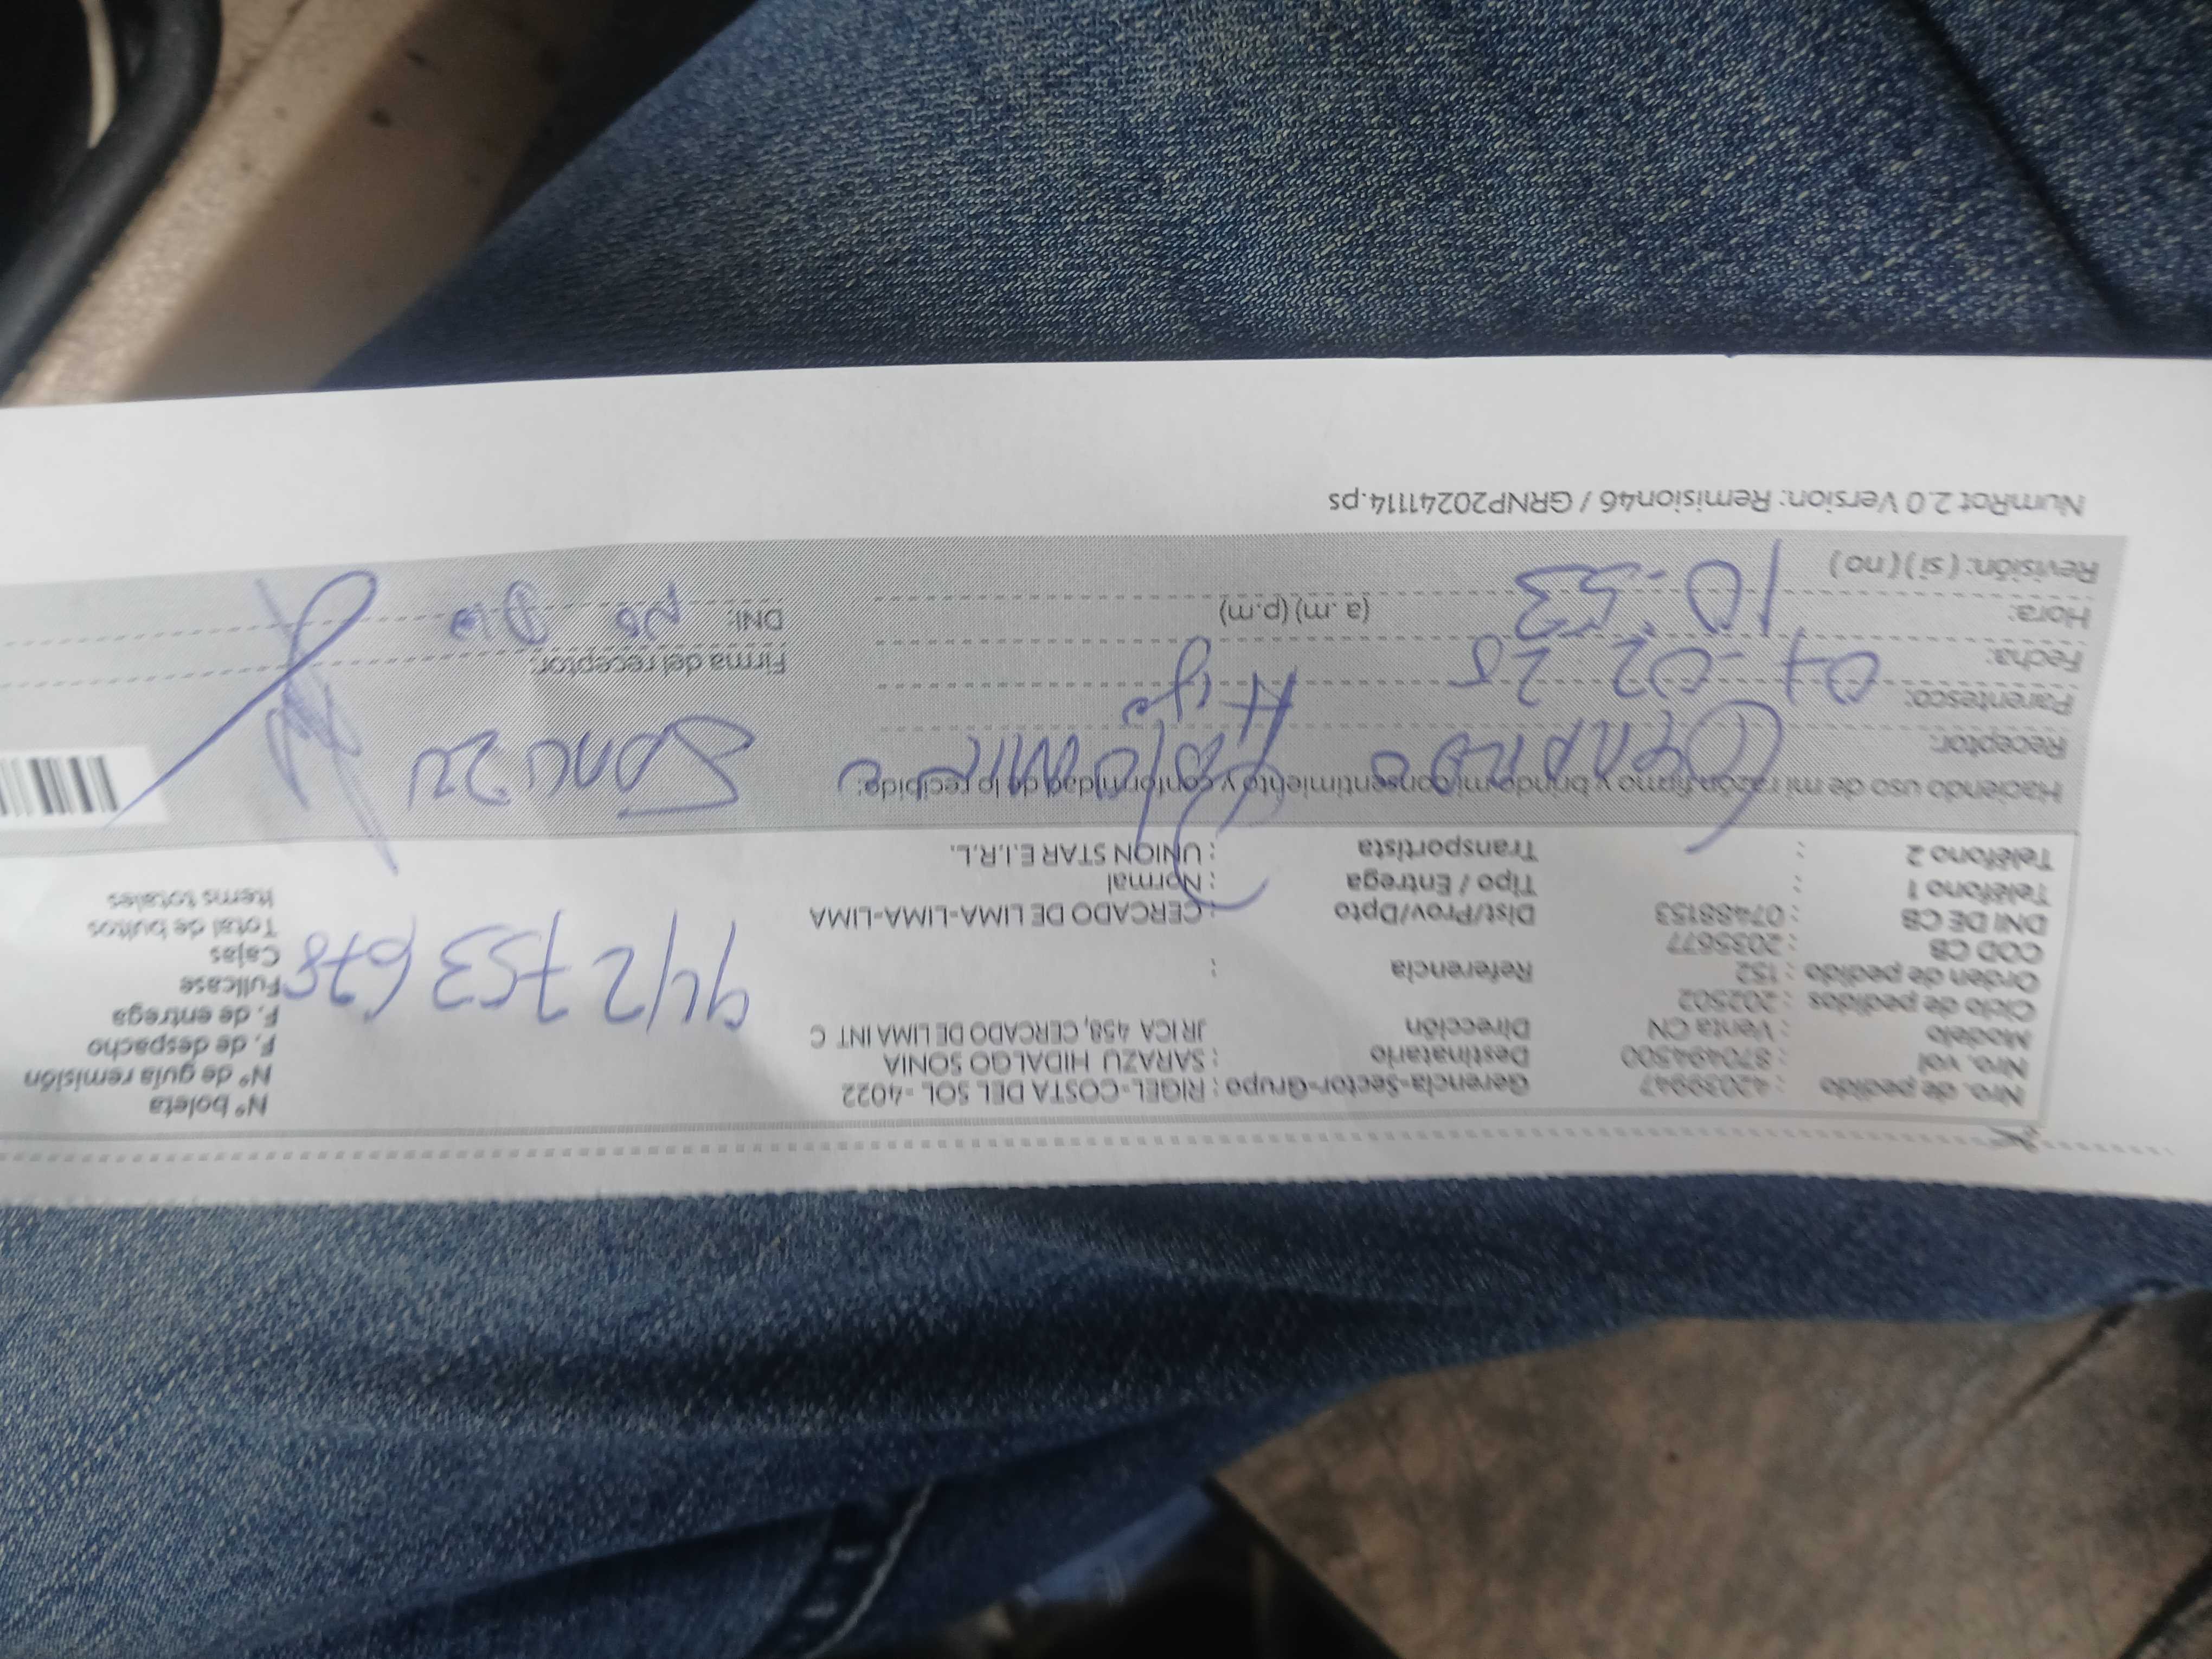 Nro. de pedido : 42039947 Gerencia-Sector-Grupo : RIGEL-COSTA DEL SOL -4022 N° boleta
Nro. vol : 870494500 Destinatario : SARAZU HIDALGO SONIA N° de guía remisión
Modelo : Venta CN Dirección JR ICA 458, CERCADO DE LIMA INT C F. de despacho
Ciclo de pedidos : 202502 F. de entrega
Orden de pedido : 152 Referencia : Fullcase
942753678
COD CB : 2035677 Cajas
DNI DE CB : 07488153 Dist/Prov/Dpto : CERCADO DE LIMA-LIMA-LIMA Total de bultos
Teléfono 1 : Tipo / Entrega : Normal Items totales
Teléfono 2 : Transportista : UNION STAR E.I.R.L.
Haciendo uso de mi razón firmo y brindo mi consentimiento y conformidad de lo recibido:
Receptor:
Parentesco: Hijo Firma del receptor:
Fecha: 07-02-25
Hora: 10:53 (a.m) (p.m) DNI: no dio
Revisión: ( si ) ( no )
NumRot 2.0 Version: Remision46 / GRNP20241114.ps